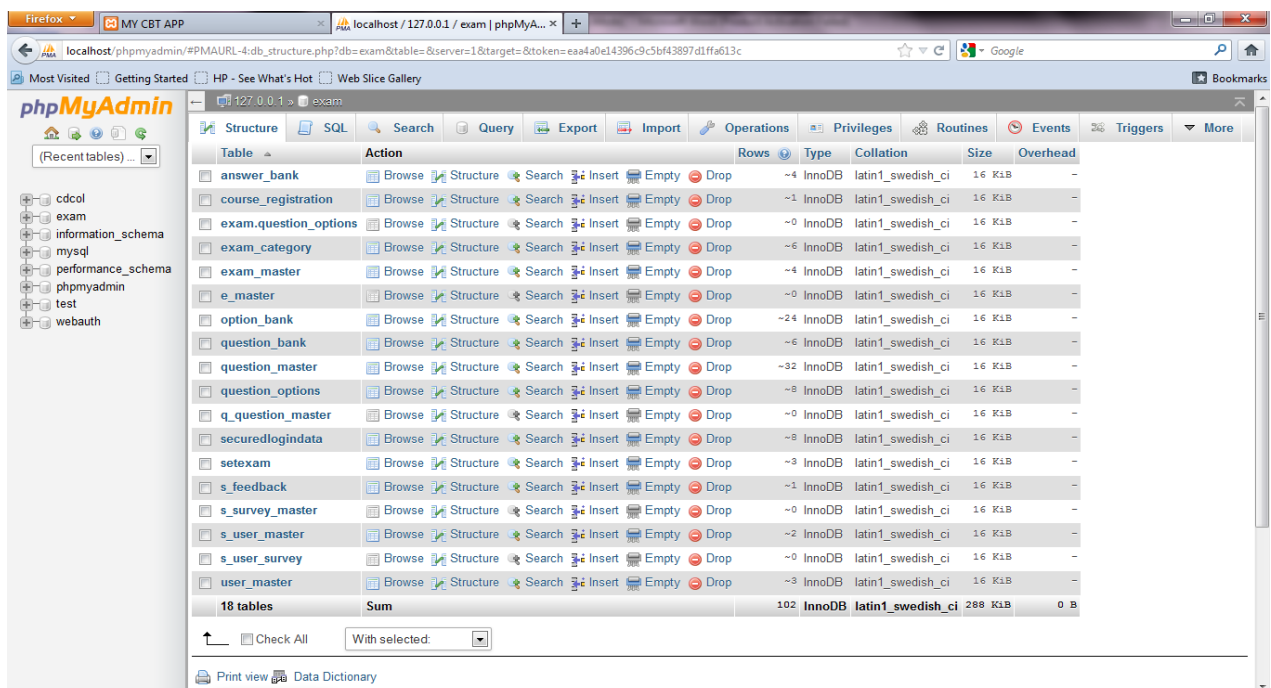 Firefox
MY CBT APP × localhost / 127.0.0.1 / exam | phpMyA... × +
localhost/phpmyadmin/#PMAURL-4:db_structure.php?db=exam&table=&server=1&target=&token=eaa4a0e14396c9c5bf43897d1ffa613c
Google
Most Visited Getting Started HP - See What's Hot Web Slice Gallery Bookmarks
phpMyAdmin
(Recent tables) ...
cdcol
exam
information_schema
mysql
performance_schema
phpmyadmin
test
webauth
127.0.0.1 » exam
Structure SQL Search Query Export Import Operations Privileges Routines Events Triggers More
Table Action Rows Type Collation Size Overhead
answer_bank Browse Structure Search Insert Empty Drop ~4 InnoDB latin1_swedish_ci 16 KiB -
course_registration Browse Structure Search Insert Empty Drop ~1 InnoDB latin1_swedish_ci 16 KiB -
exam.question_options Browse Structure Search Insert Empty Drop ~0 InnoDB latin1_swedish_ci 16 KiB -
exam_category Browse Structure Search Insert Empty Drop ~6 InnoDB latin1_swedish_ci 16 KiB -
exam_master Browse Structure Search Insert Empty Drop ~4 InnoDB latin1_swedish_ci 16 KiB -
e_master Browse Structure Search Insert Empty Drop ~0 InnoDB latin1_swedish_ci 16 KiB -
option_bank Browse Structure Search Insert Empty Drop ~24 InnoDB latin1_swedish_ci 16 KiB -
question_bank Browse Structure Search Insert Empty Drop ~6 InnoDB latin1_swedish_ci 16 KiB -
question_master Browse Structure Search Insert Empty Drop ~32 InnoDB latin1_swedish_ci 16 KiB -
question_options Browse Structure Search Insert Empty Drop ~8 InnoDB latin1_swedish_ci 16 KiB -
q_question_master Browse Structure Search Insert Empty Drop ~0 InnoDB latin1_swedish_ci 16 KiB -
securedlogindata Browse Structure Search Insert Empty Drop ~8 InnoDB latin1_swedish_ci 16 KiB -
setexam Browse Structure Search Insert Empty Drop ~3 InnoDB latin1_swedish_ci 16 KiB -
s_feedback Browse Structure Search Insert Empty Drop ~1 InnoDB latin1_swedish_ci 16 KiB -
s_survey_master Browse Structure Search Insert Empty Drop ~0 InnoDB latin1_swedish_ci 16 KiB -
s_user_master Browse Structure Search Insert Empty Drop ~2 InnoDB latin1_swedish_ci 16 KiB -
s_user_survey Browse Structure Search Insert Empty Drop ~0 InnoDB latin1_swedish_ci 16 KiB -
user_master Browse Structure Search Insert Empty Drop ~3 InnoDB latin1_swedish_ci 16 KiB -
18 tables Sum 102 InnoDB latin1_swedish_ci 288 KiB 0 B
Check All With selected:
Print view Data Dictionary